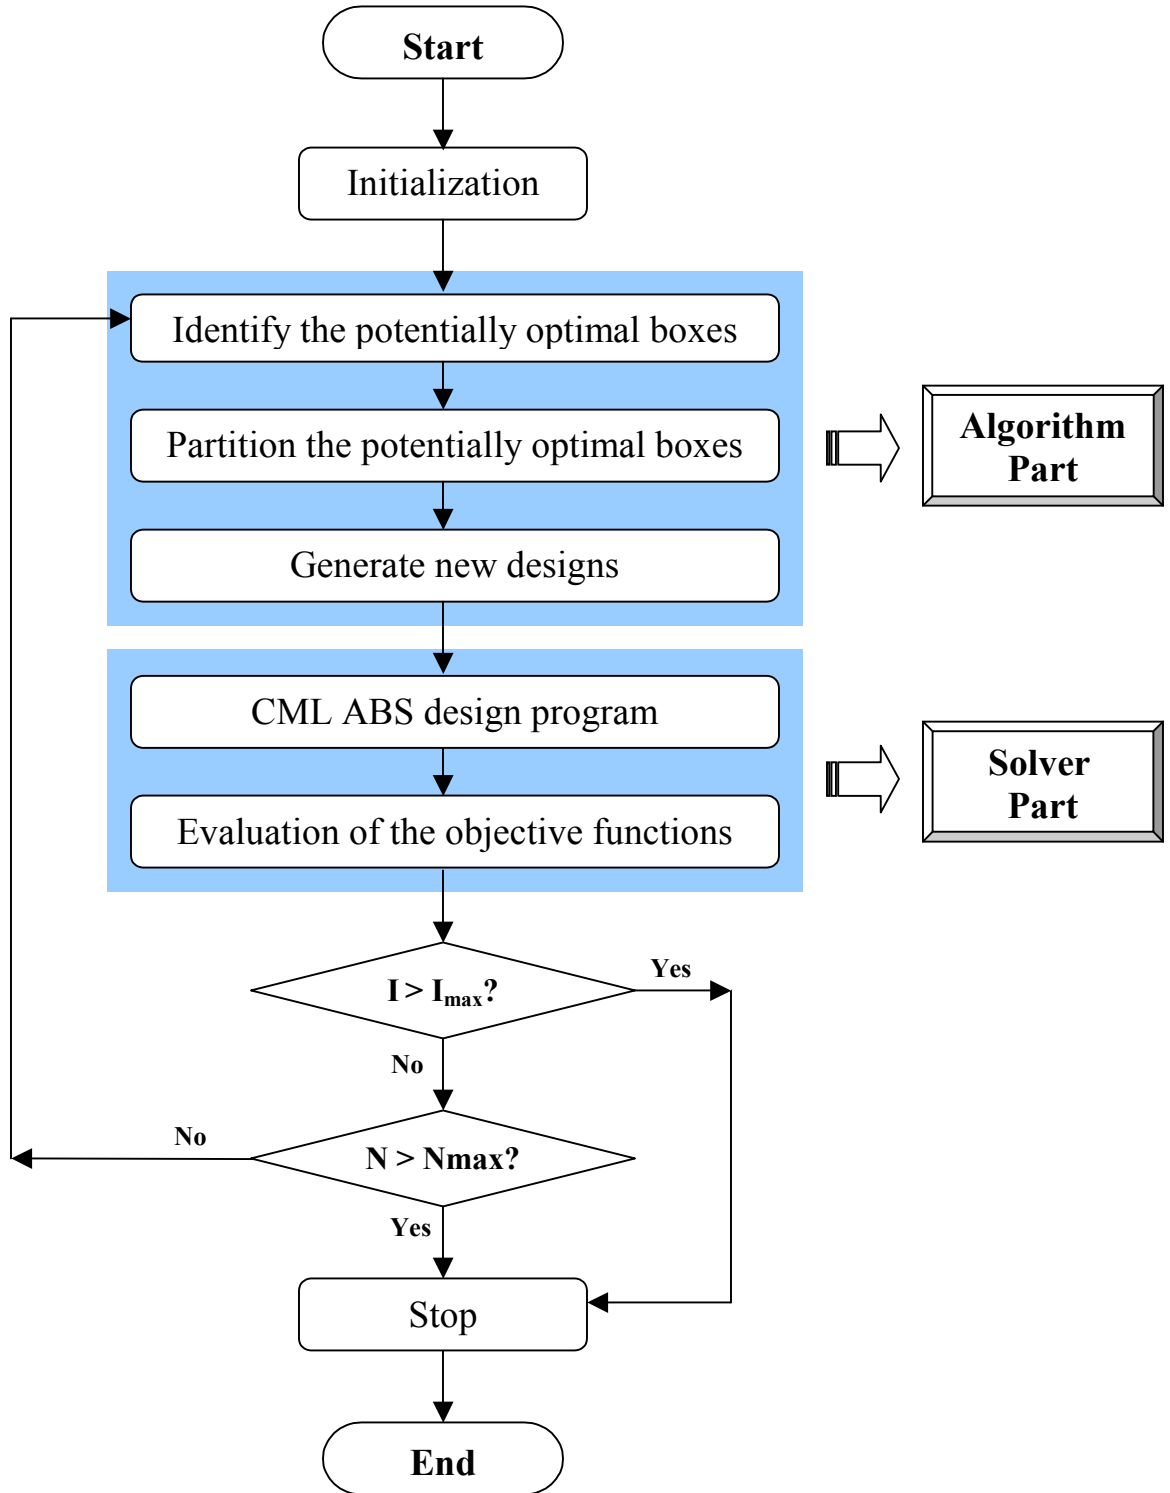 Start
Initialization
Identify the potentially optimal boxes
Partition the potentially optimal boxes
Algorithm
Part
Generate new designs
CML ABS design program
Solver
Part
Evaluation of the objective functions
I > Imax?
Yes
No
N > Nmax?
No
Yes
Stop
End